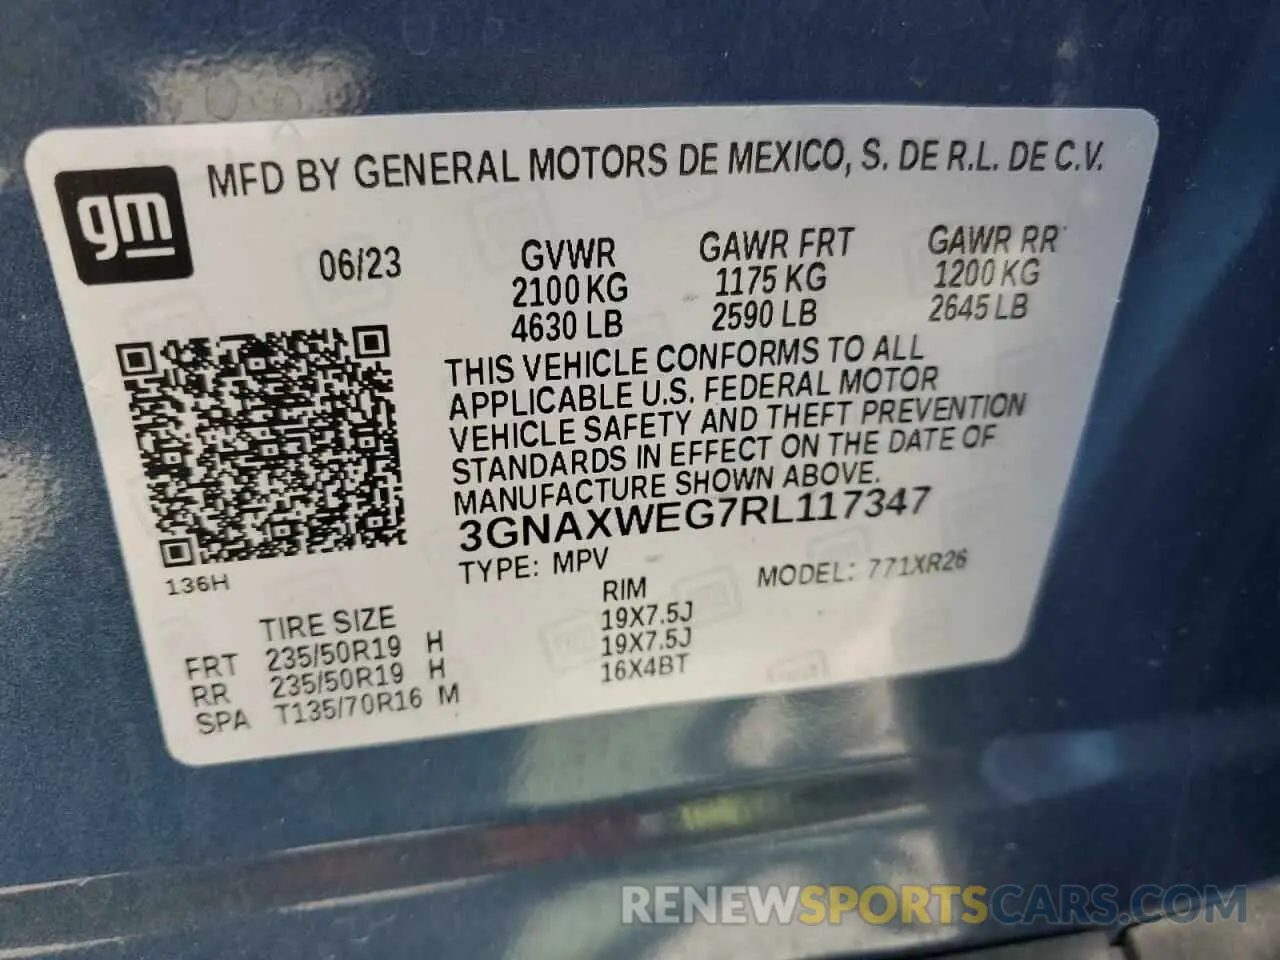 MFD BY GENERAL MOTORS DE MEXICO, S. DE R.L. DE C.V.
gm
06/23
GVWR GAWR FRT GAWR RR
2100 KG 1175 KG 1200 KG
4630 LB 2590 LB 2645 LB
THIS VEHICLE CONFORMS TO ALL
APPLICABLE U.S. FEDERAL MOTOR
VEHICLE SAFETY AND THEFT PREVENTION
STANDARDS IN EFFECT ON THE DATE OF
MANUFACTURE SHOWN ABOVE.
3GNAXWEG7RL117347
TYPE: MPV MODEL: 771XR26
136H
TIRE SIZE RIM
FRT 235/50R19 H 19X7.5J
RR 235/50R19 H 19X7.5J
SPA T135/70R16 M 16X4BT
RENEWSPORTSCARS.COM